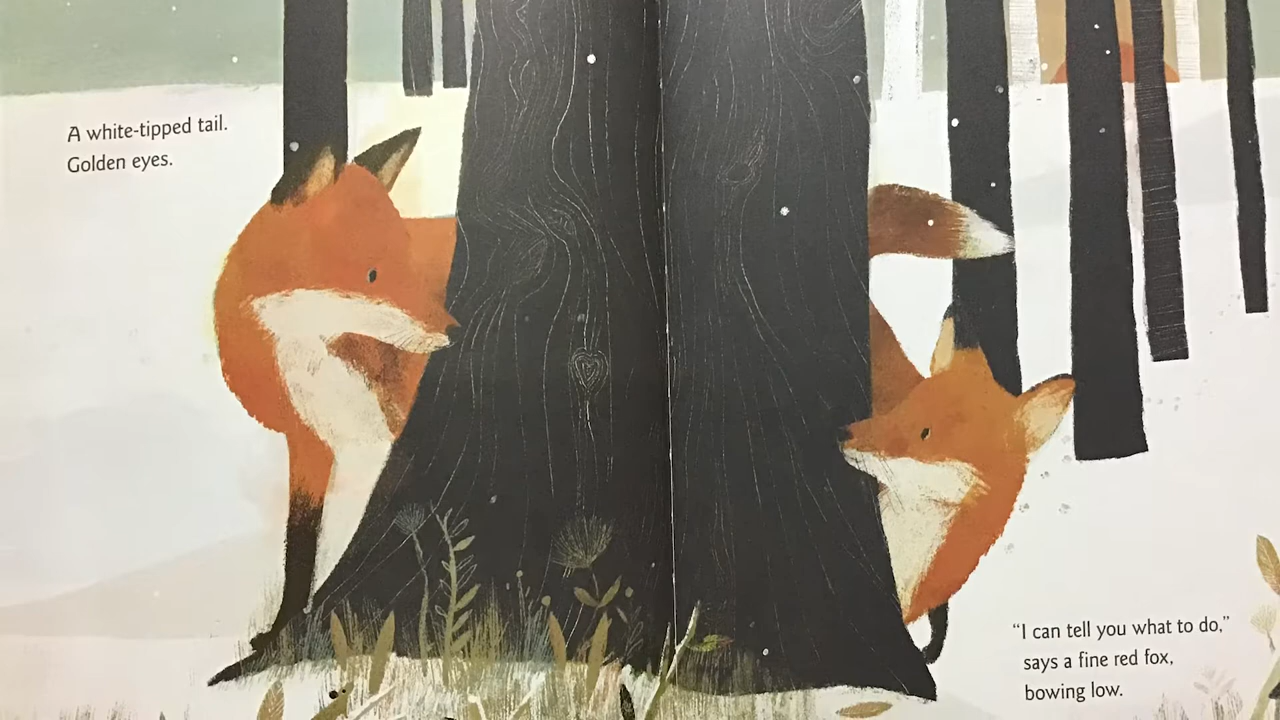 A white-tipped tail.
Golden eyes.
“I can tell you what to do,”
says a fine red fox,
bowing low.